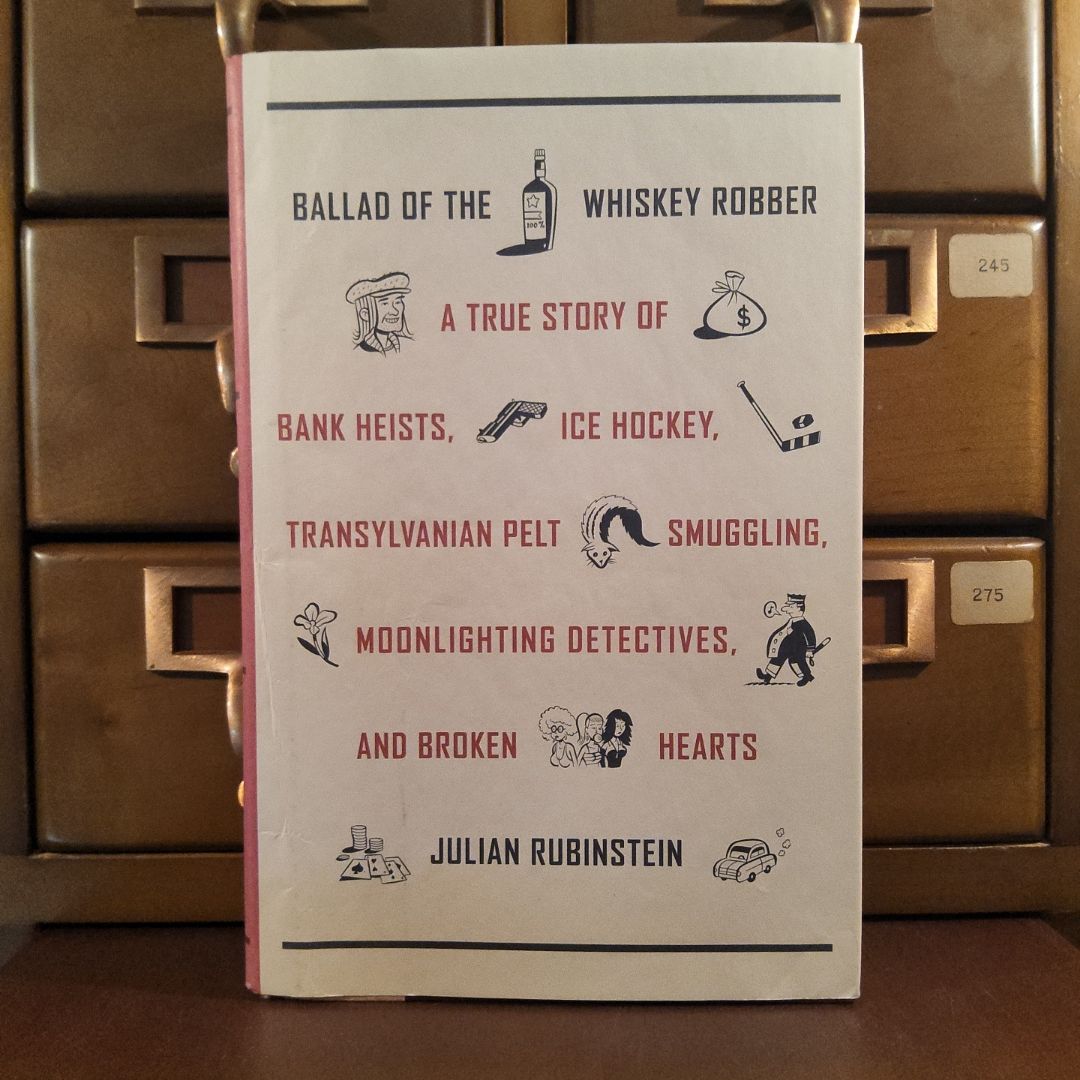 BALLAD OF THE WHISKEY ROBBER
100%
A TRUE STORY OF
$
245
BANK HEISTS, ICE HOCKEY,
TRANSYLVANIAN PELT SMUGGLING,
275
MOONLIGHTING DETECTIVES,
AND BROKEN HEARTS
JULIAN RUBINSTEIN